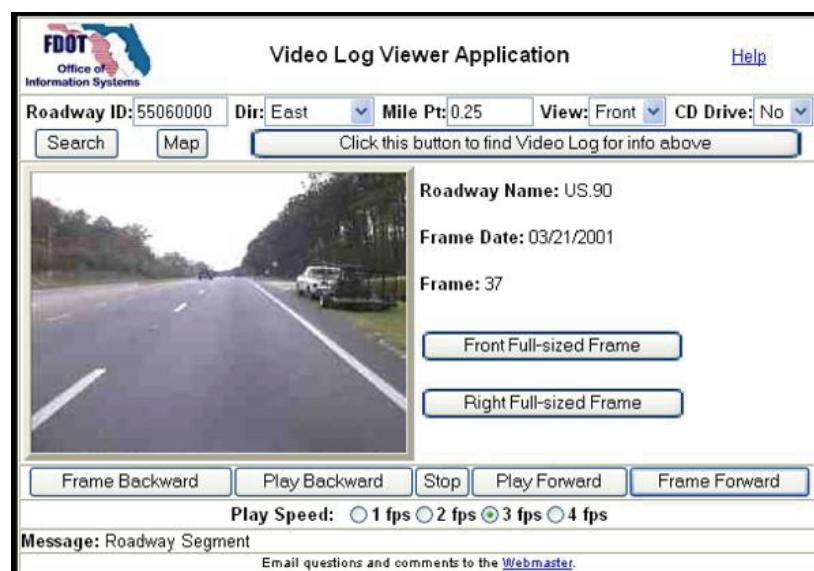 FDOT
Office of
Information Systems
Video Log Viewer Application
Help
Roadway ID: 55060000 Dir: East Mile Pt: 0.25 View: Front CD Drive: No
Search Map Click this button to find Video Log for info above
Roadway Name: US.90
Frame Date: 03/21/2001
Frame: 37
Front Full-sized Frame
Right Full-sized Frame
Frame Backward Play Backward Stop Play Forward Frame Forward
Play Speed: 1 fps 2 fps 3 fps 4 fps
Message: Roadway Segment
Email questions and comments to the Webmaster.